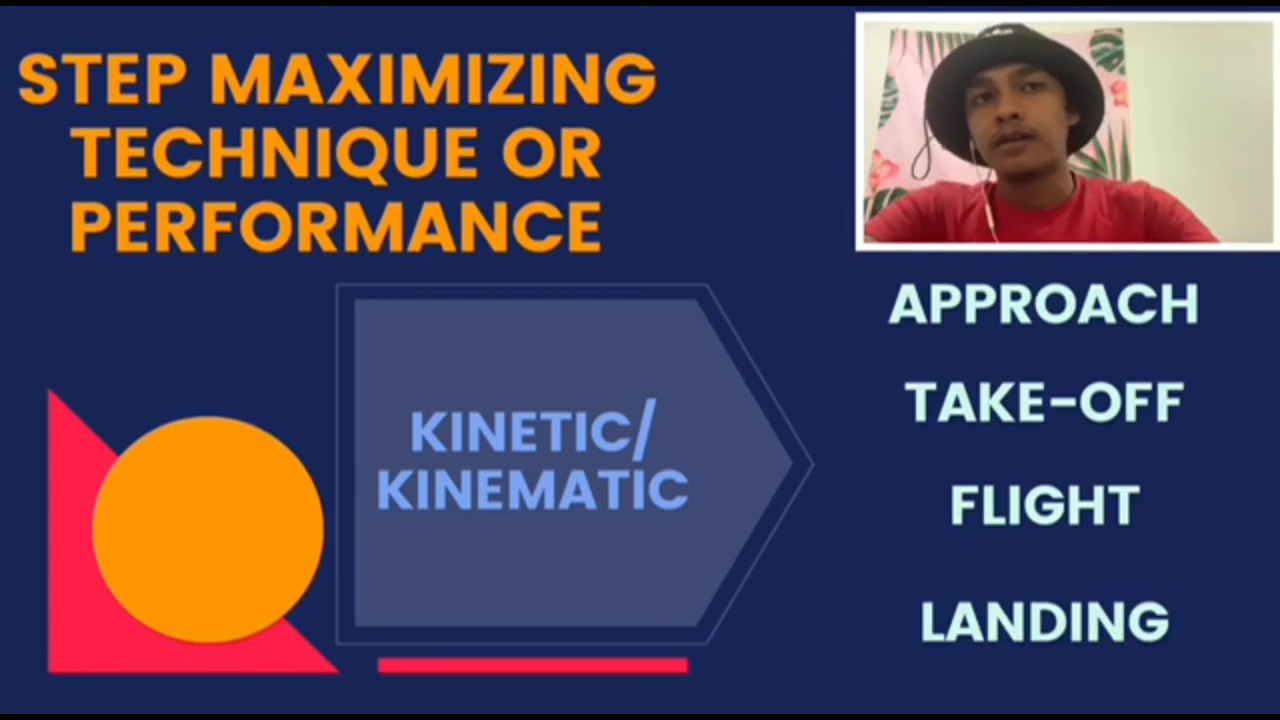 STEP MAXIMIZING
TECHNIQUE OR
PERFORMANCE
KINETIC/
KINEMATIC
APPROACH
TAKE-OFF
FLIGHT
LANDING